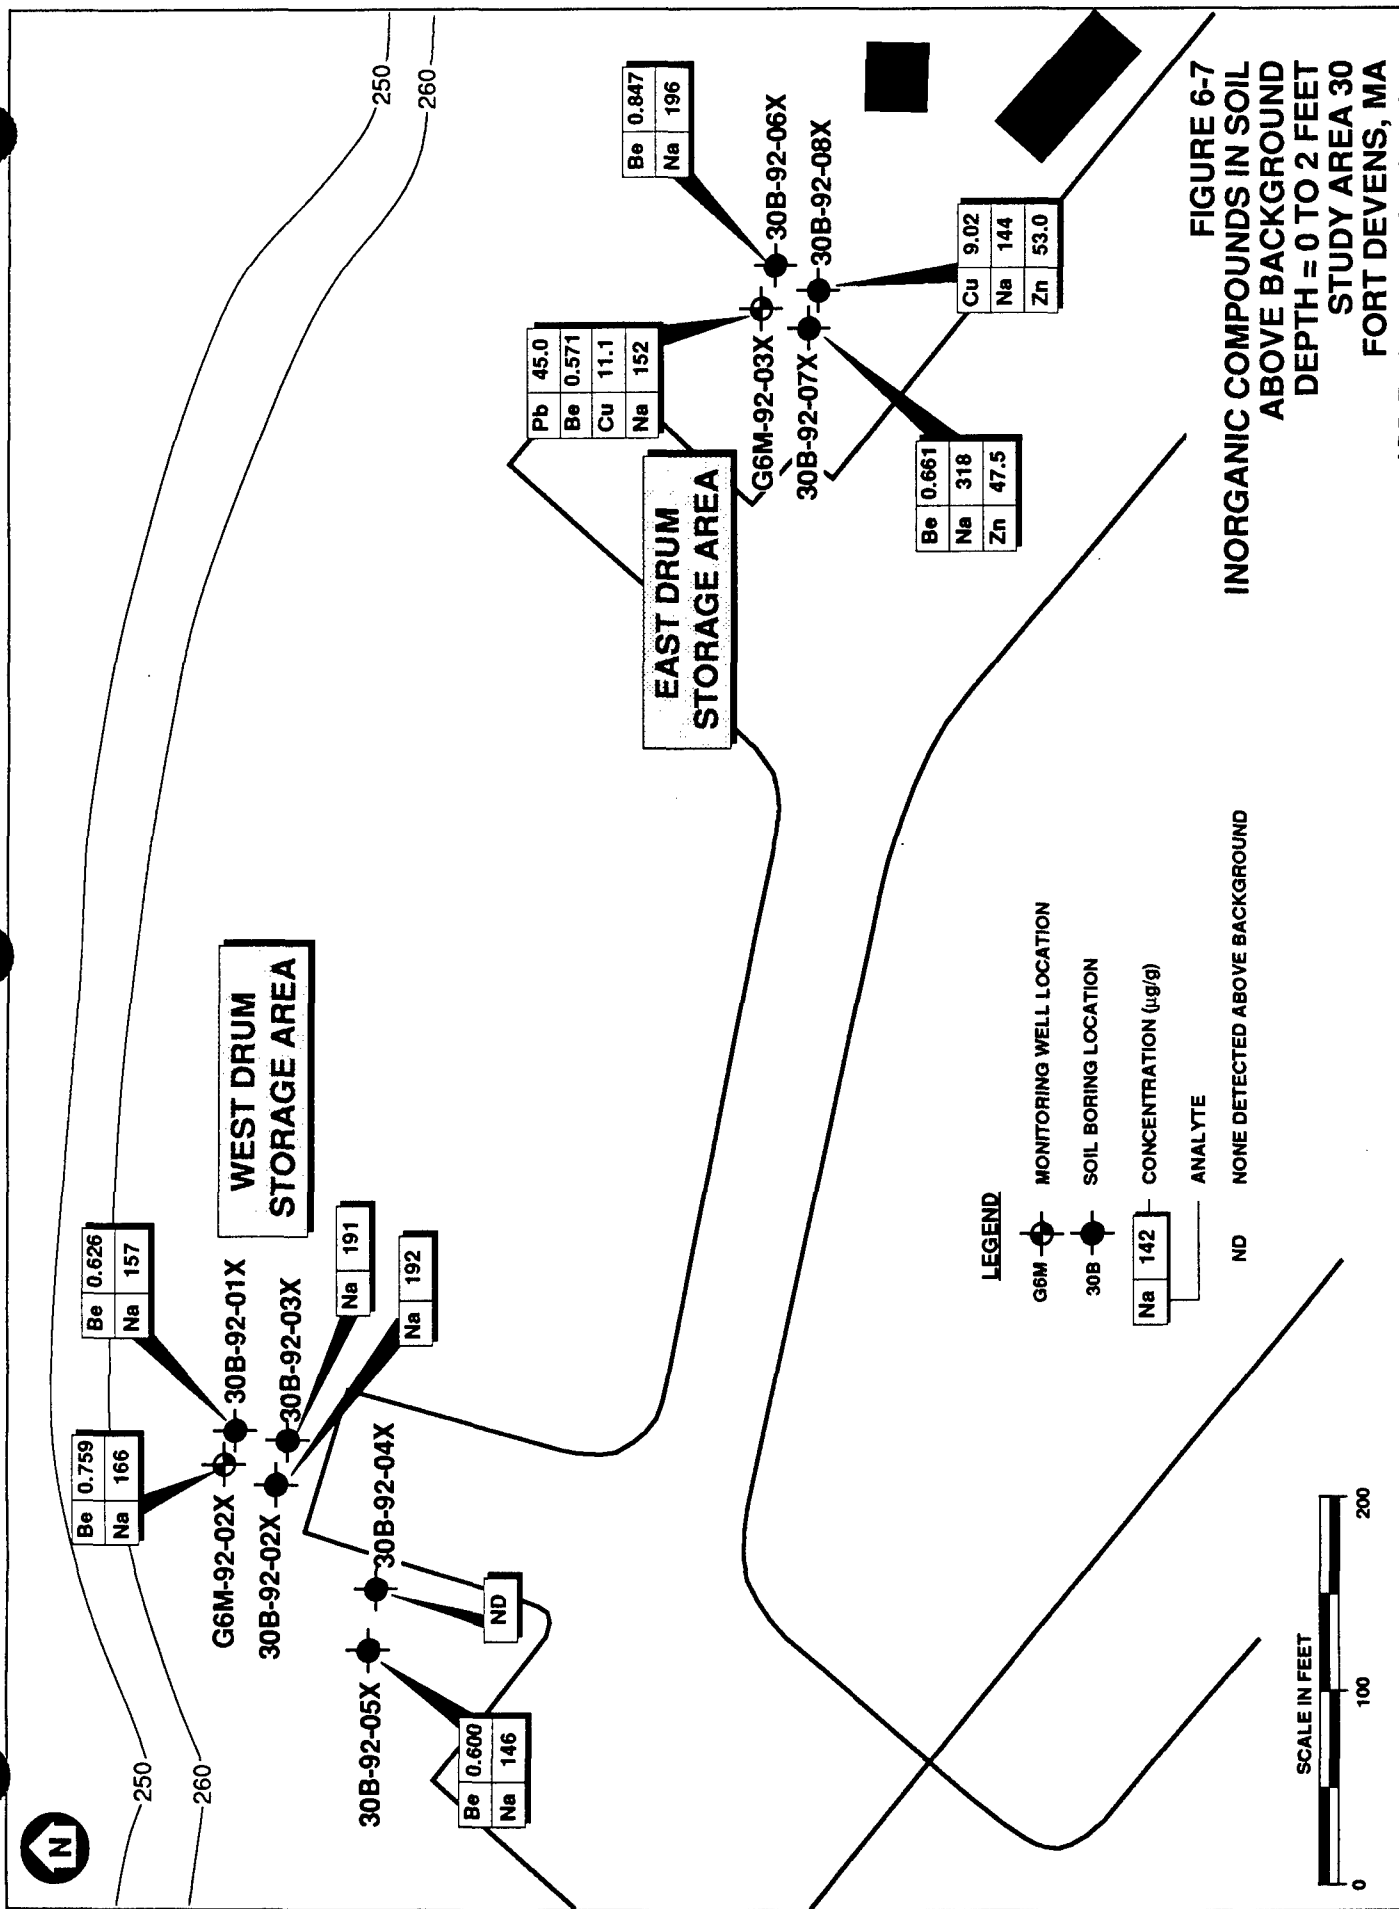 N
250
260
250
260
Be 0.759
Na 166
Be 0.626
Na 157
G6M-92-02X
30B-92-01X
30B-92-02X
30B-92-03X
Na 191
Na 192
WEST DRUM
STORAGE AREA
30B-92-05X
30B-92-04X
ND
Be 0.600
Na 146
Be 0.847
Na 196
Pb 45.0
Be 0.571
Cu 11.1
Na 152
EAST DRUM
STORAGE AREA
G6M-92-03X
30B-92-06X
30B-92-07X
30B-92-08X
Be 0.661
Na 318
Zn 47.5
Cu 9.02
Na 144
Zn 53.0
LEGEND
G6M MONITORING WELL LOCATION
30B SOIL BORING LOCATION
Na 142 CONCENTRATION (µg/g)
ANALYTE
ND NONE DETECTED ABOVE BACKGROUND
SCALE IN FEET
0 100 200
FIGURE 6-7
INORGANIC COMPOUNDS IN SOIL
ABOVE BACKGROUND
DEPTH = 0 TO 2 FEET
STUDY AREA 30
FORT DEVENS, MA